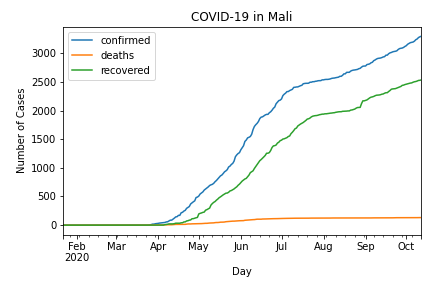 COVID-19 in Mali
confirmed
deaths
recovered
Number of Cases
3000
2500
2000
1500
1000
500
0
Feb Mar Apr May Jun Jul Aug Sep Oct
2020
Day